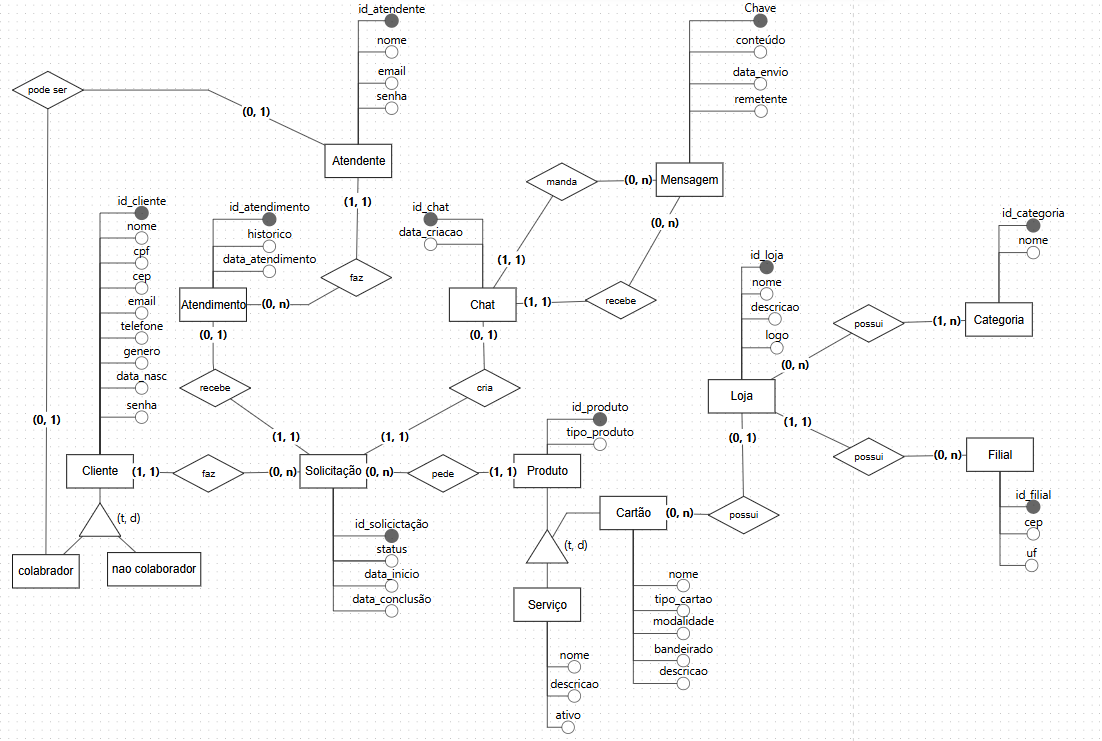 id_atendente
nome
email
senha
pode ser
(0, 1)
Atendente
(1, 1)
Chave
conteúdo
data_envio
remetente
manda
(0, n)
Mensagem
(0, n)
(1, 1)
recebe
(1, 1)
id_cliente
nome
cpf
cep
email
telefone
genero
data_nasc
senha
id_atendimento
historico
data_atendimento
faz
Atendimento
(0, n)
(0, 1)
recebe
(1, 1)
id_chat
data_criacao
Chat
(0, 1)
cria
(1, 1)
id_loja
nome
descricao
logo
id_categoria
nome
possui
(1, n)
Categoria
(0, n)
Loja
(1, 1)
(0, 1)
possui
(0, n)
Filial
id_filial
cep
uf
(0, 1)
Cliente
(1, 1)
faz
(0, n)
Solicitação
(0, n)
pede
(1, 1)
Produto
id_produto
tipo_produto
(t, d)
colabrador
nao colaborador
id_solicictação
status
data_inicio
data_conclusão
Cartão
(0, n)
possui
(t, d)
Serviço
nome
tipo_cartao
modalidade
bandeirado
descricao
nome
descricao
ativo